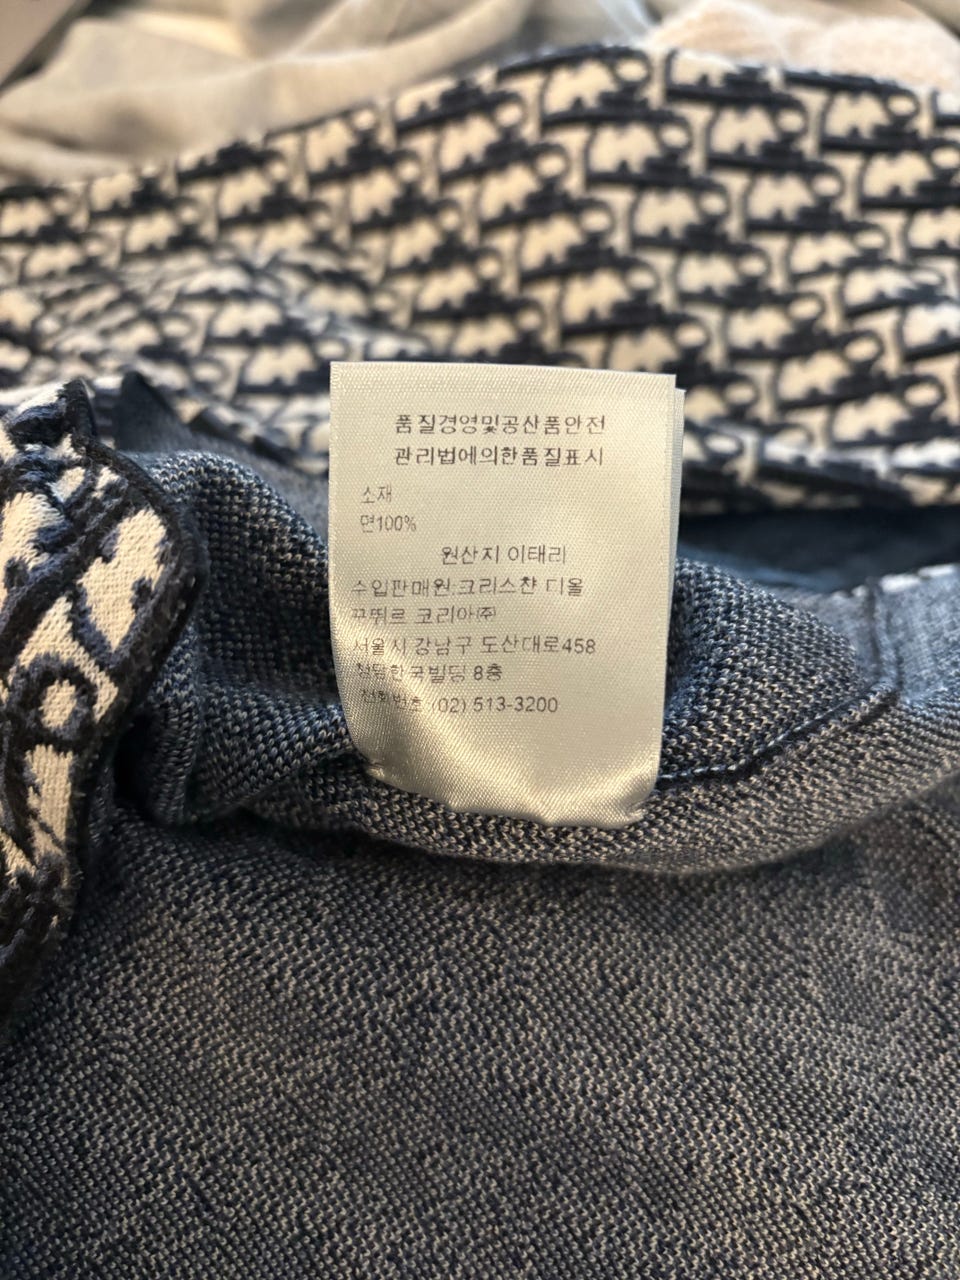 품질경영및공산품안전
관리법에의한품질표시
소재
면100%
원산지 이태리
수입판매원:크리스챤 디올
꾸뛰르 코리아㈜
서울시 강남구 도산대로458
청담한국빌딩 8층
전화번호:(02) 513-3200